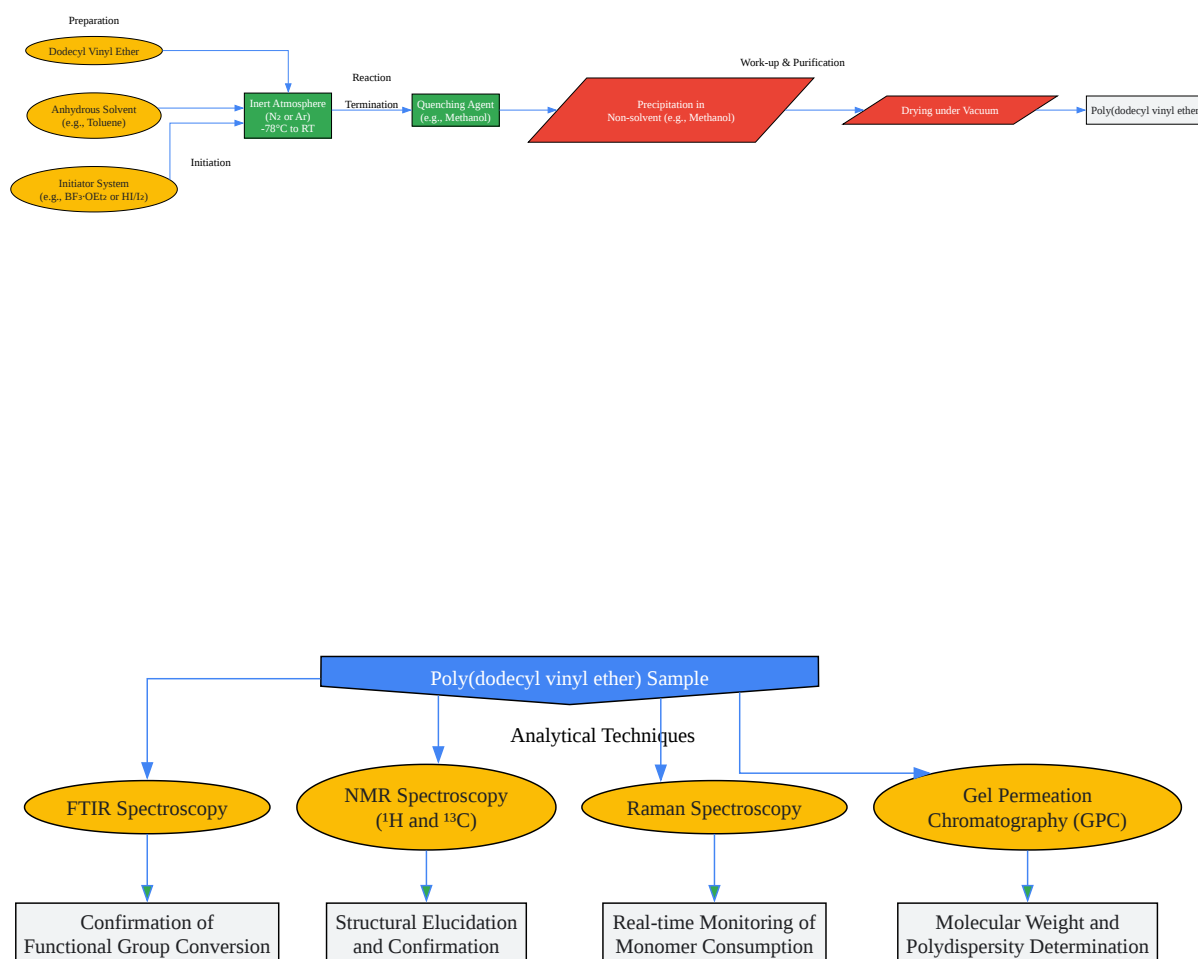 Preparation
Dodecyl Vinyl Ether
Anhydrous Solvent
(e.g., Toluene)
Initiator System
(e.g., BF₃·OEt₂ or HI/I₂)
Initiation
Inert Atmosphere
(N₂ or Ar)
-78°C to RT
Reaction
Termination
Quenching Agent
(e.g., Methanol)
Work-up & Purification
Precipitation in
Non-solvent (e.g., Methanol)
Drying under Vacuum
Poly(dodecyl vinyl ether)
Poly(dodecyl vinyl ether) Sample
Analytical Techniques
FTIR Spectroscopy
NMR Spectroscopy
(¹H and ¹³C)
Raman Spectroscopy
Gel Permeation
Chromatography (GPC)
Confirmation of
Functional Group Conversion
Structural Elucidation
and Confirmation
Real-time Monitoring of
Monomer Consumption
Molecular Weight and
Polydispersity Determination